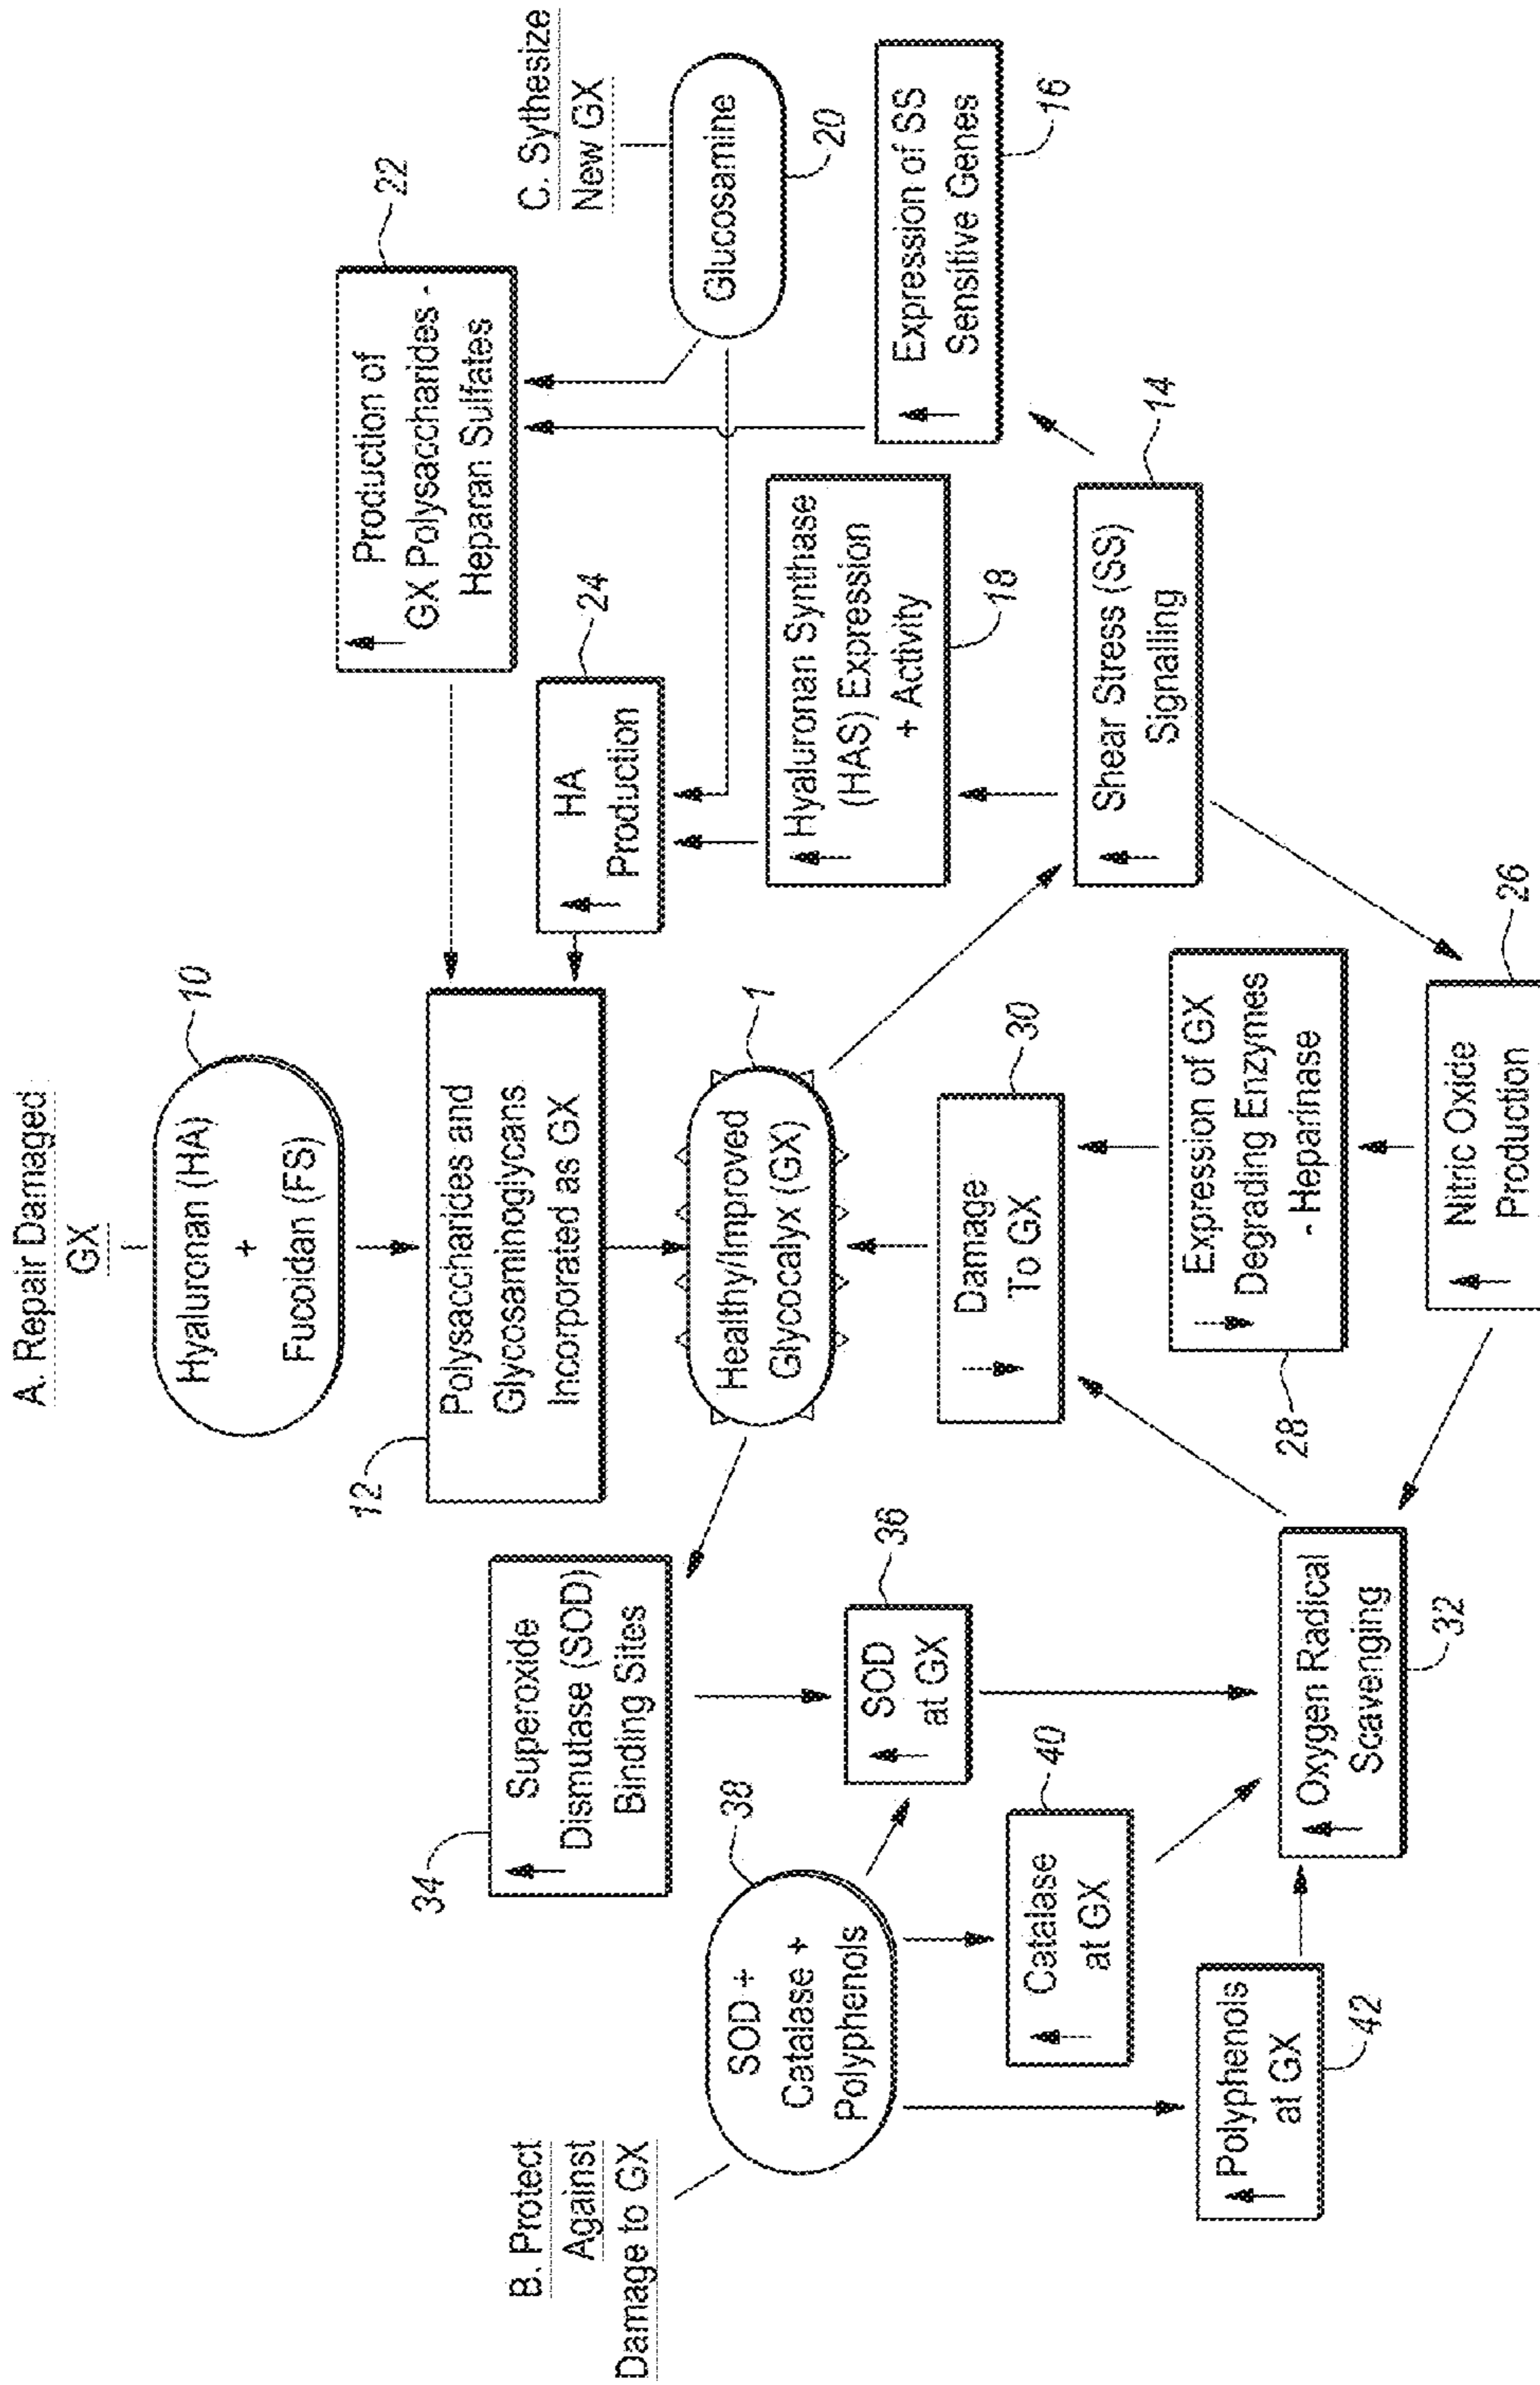 A. Repair Damaged
GX
10
Hyaluronan (HA)
+
Fucoidan (FS)
12
Polysaccharides and
Glycosaminoglycans
Incorporated as GX
1
Healthy/Improved
Glycocalyx (GX)
30
Damage
To GX
28
Expression of GX
Degrading Enzymes
- Heparinase
26
Nitric Oxide
Production
B. Protect
Against
Damage to GX
38
SOD +
Catalase +
Polyphenols
34
Superoxide
Dismutase (SOD)
Binding Sites
36
SOD
at GX
40
Catalase
at GX
42
Polyphenols
at GX
32
Oxygen Radical
Scavenging
C. Sythesize
New GX
20
Glucosamine
22
Production of
GX Polysaccharides -
Heparan Sulfates
24
HA
Production
18
Hyaluronan Synthase
(HAS) Expression
+ Activity
16
Expression of SS
Sensitive Genes
14
Shear Stress (SS)
Signalling